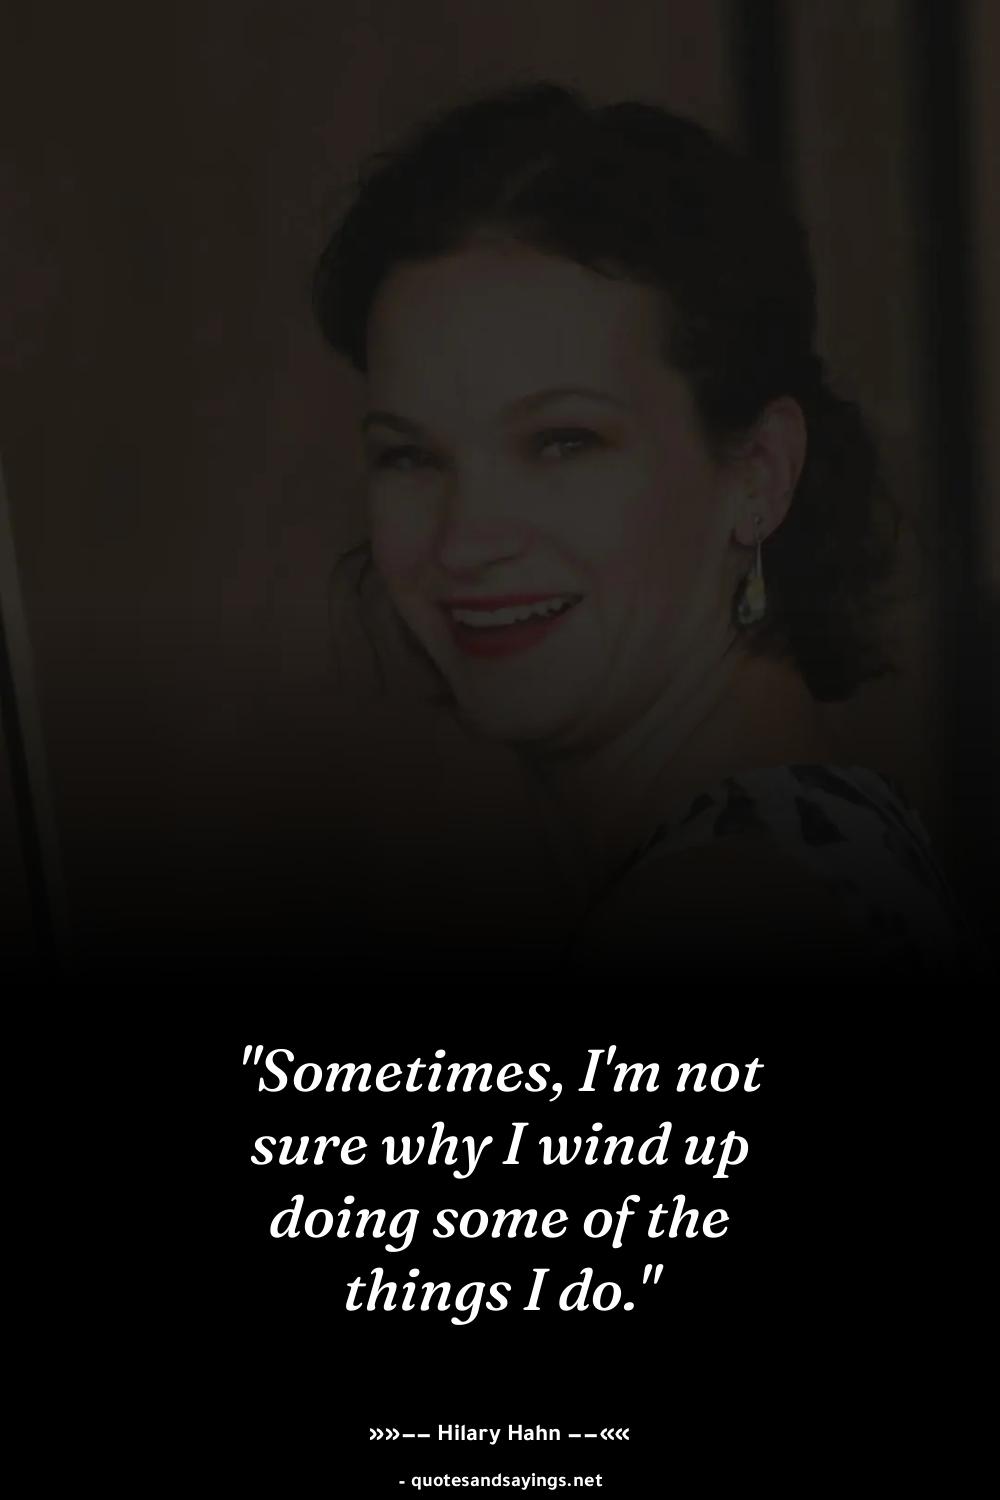 "Sometimes, I'm not
sure why I wind up
doing some of the
things I do."
»»−− Hilary Hahn −−««
- quotesandsayings.net